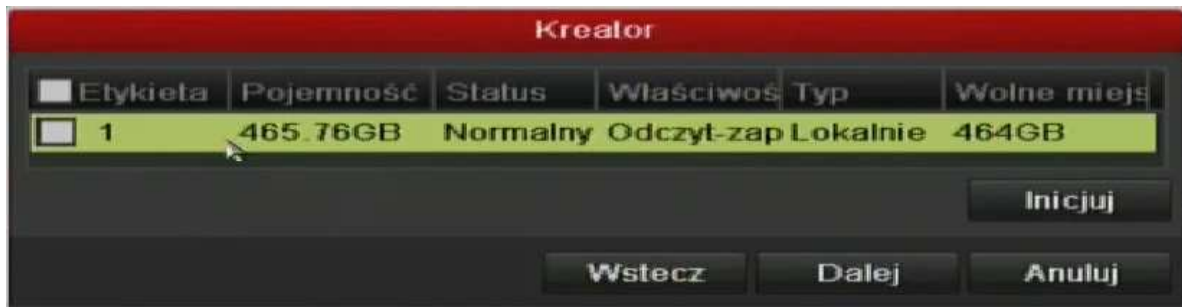 Kreator
Etykieta Pojemność Status Właściwoś Typ Wolne miejs
1 465.76GB Normalny Odczyt-zap Lokalnie 464GB
Inicjuj
Wstecz Dalej Anuluj